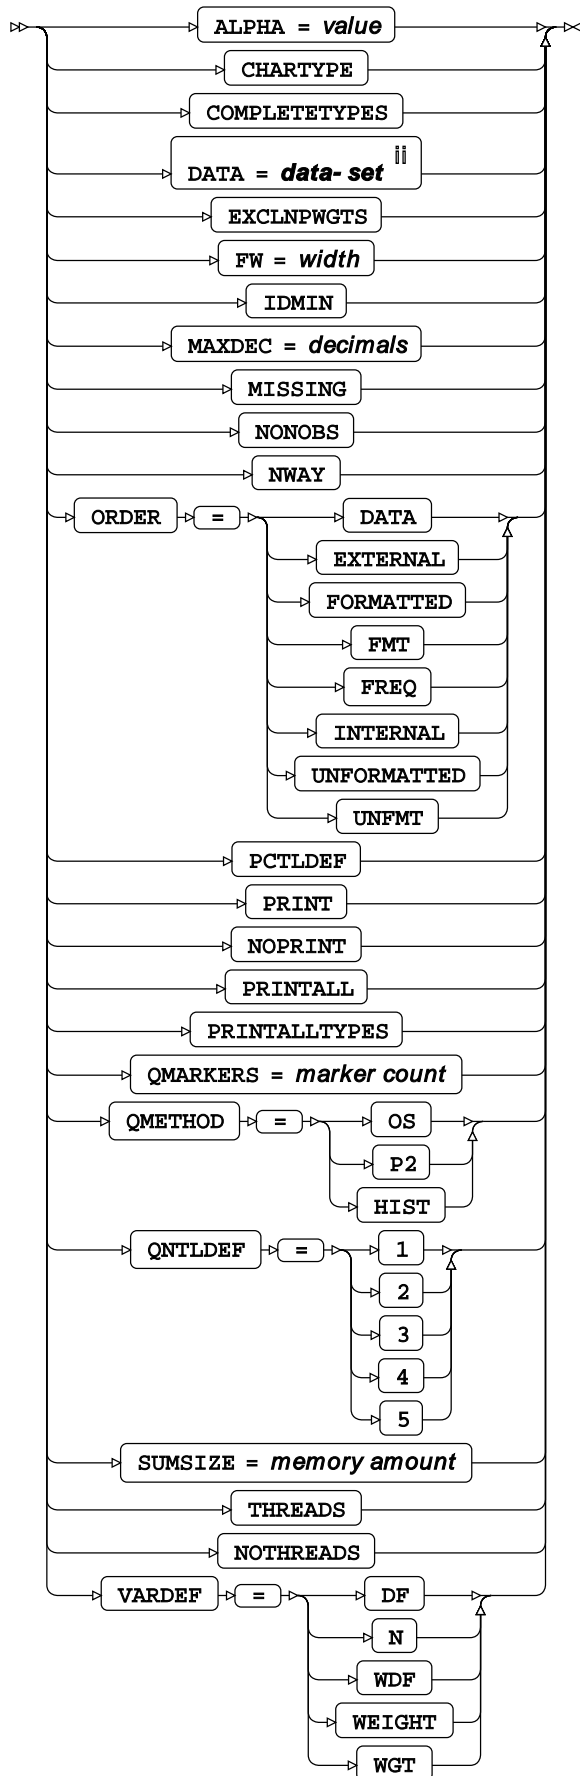 ALPHA = value
CHARTYPE
COMPLETETYPES
DATA = data- set ii
EXCLNPWGTS
FW = width
IDMIN
MAXDEC = decimals
MISSING
NONOBS
NWAY
ORDER = DATA
EXTERNAL
FORMATTED
FMT
FREQ
INTERNAL
UNFORMATTED
UNFMT
PCTLDEF
PRINT
NOPRINT
PRINTALL
PRINTALLTYPES
QMARKERS = marker count
QMETHOD = OS
P2
HIST
QNTLDEF = 1
2
3
4
5
SUMSIZE = memory amount
THREADS
NOTHREADS
VARDEF = DF
N
WDF
WEIGHT
WGT